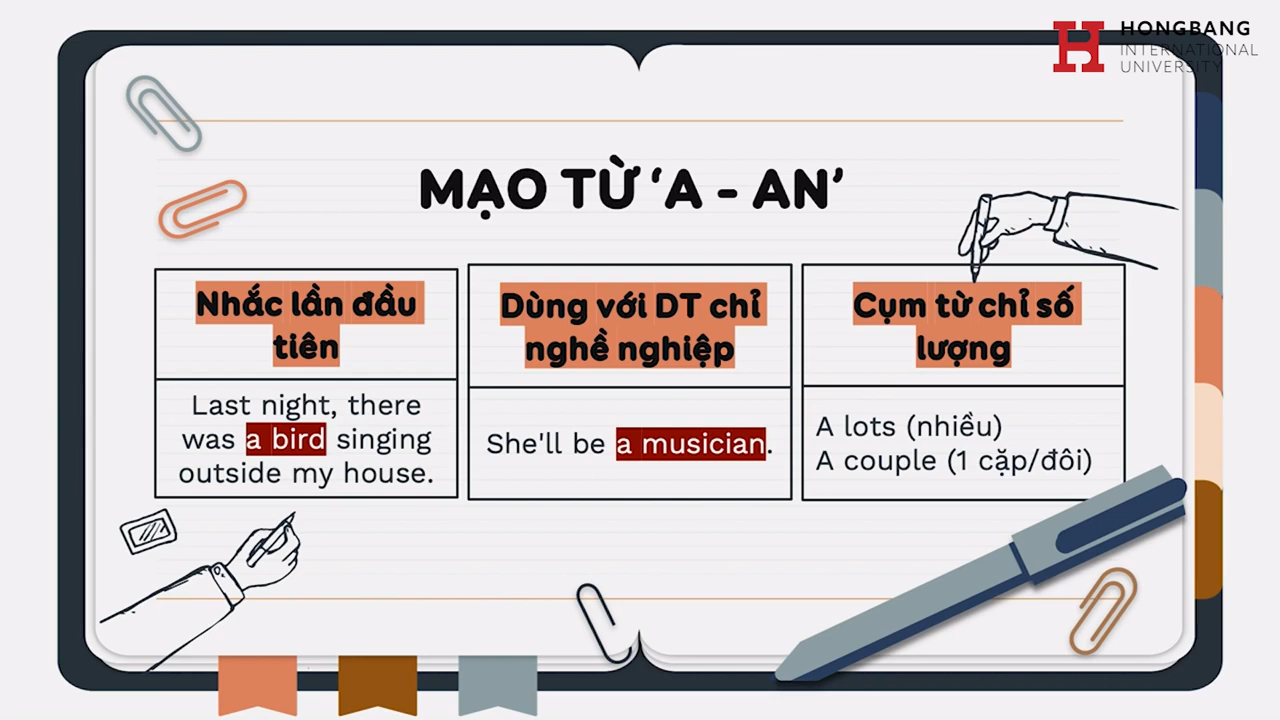 HONGBANG
INTERNATIONAL
UNIVERSITY
MẠO TỪ ‘A - AN’
Nhắc lần đầu
tiên
Last night, there
was a bird singing
outside my house.
Dùng với DT chỉ
nghề nghiệp
She'll be a musician.
Cụm từ chỉ số
lượng
A lots (nhiều)
A couple (1 cặp/đôi)